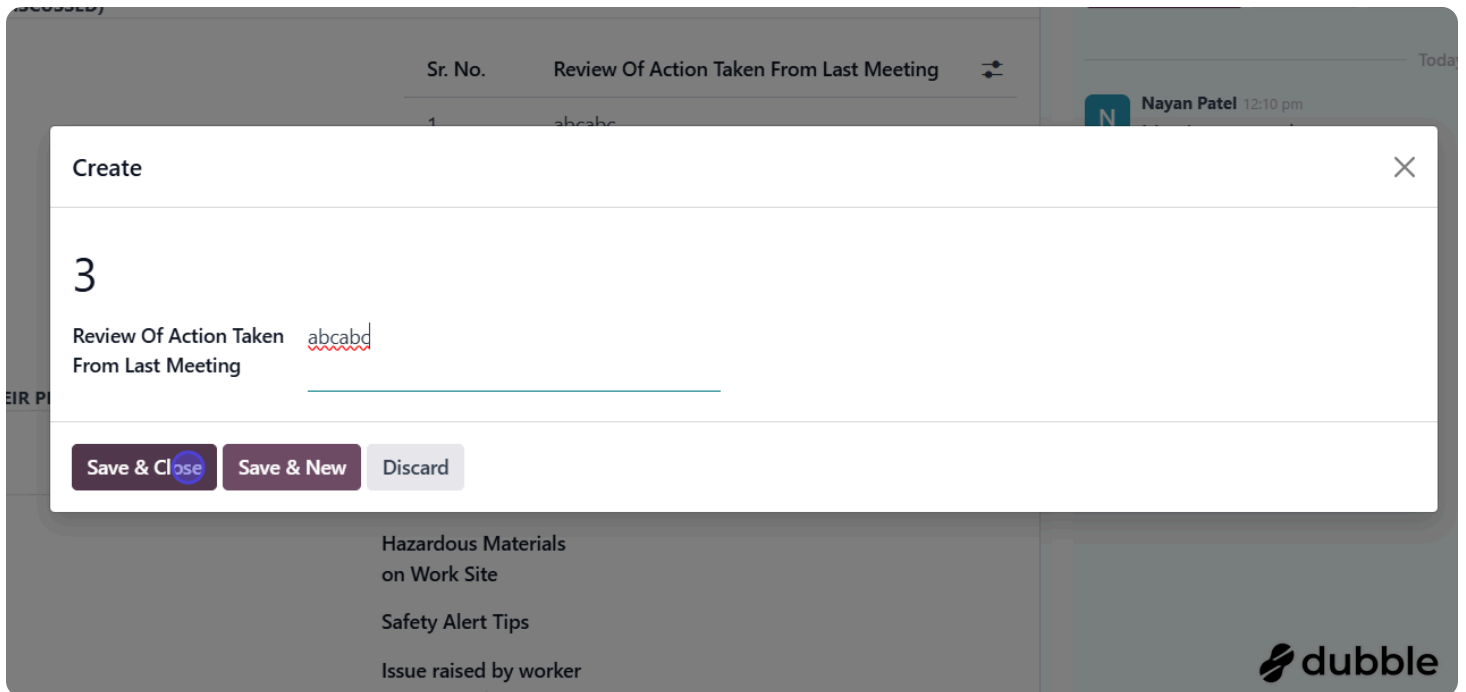 Sr. No. Review Of Action Taken From Last Meeting
Today
Nayan Patel 12:10 pm
N
1 abcabc
Create
3
Review Of Action Taken
From Last Meeting
abcabc
Save & Close Save & New Discard
Hazardous Materials
on Work Site
Safety Alert Tips
Issue raised by worker
dubble